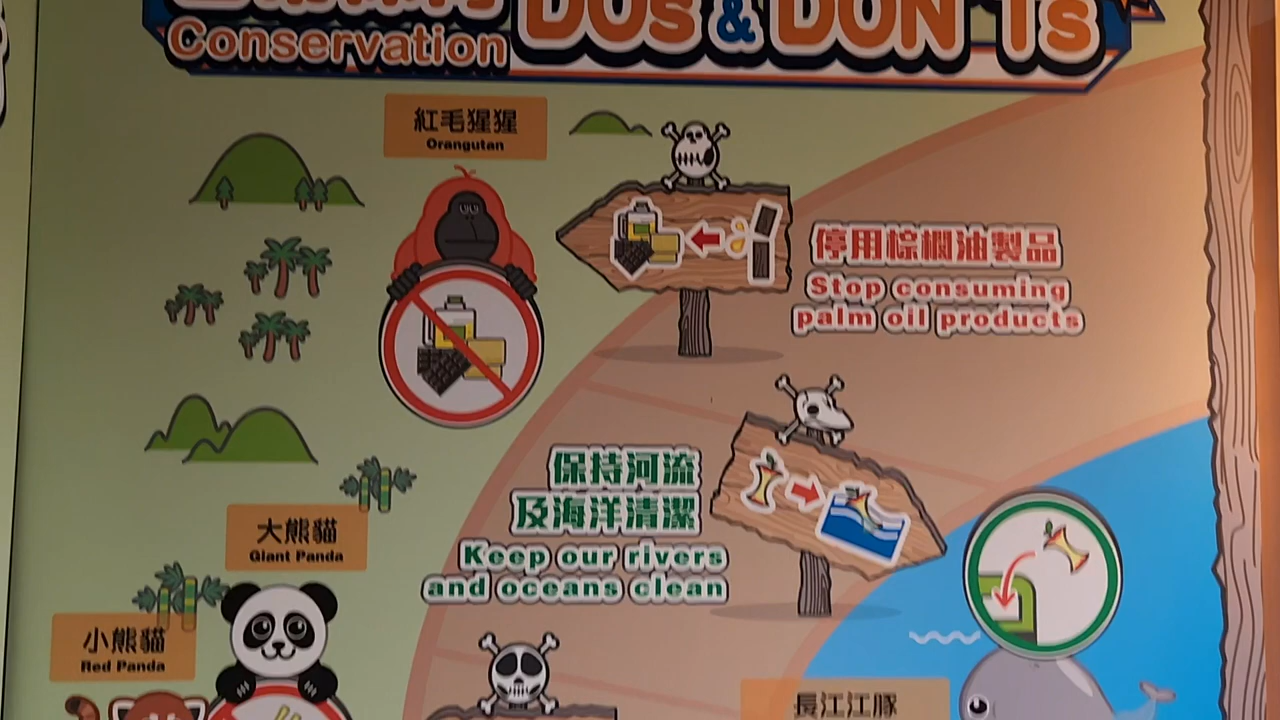 Conservation DOs & DON'Ts
紅毛猩猩
Orangutan
停用棕櫚油製品
Stop consuming
palm oil products
保持河流
及海洋清潔
Keep our rivers
and oceans clean
大熊貓
Giant Panda
小熊貓
Red Panda
長江江豚